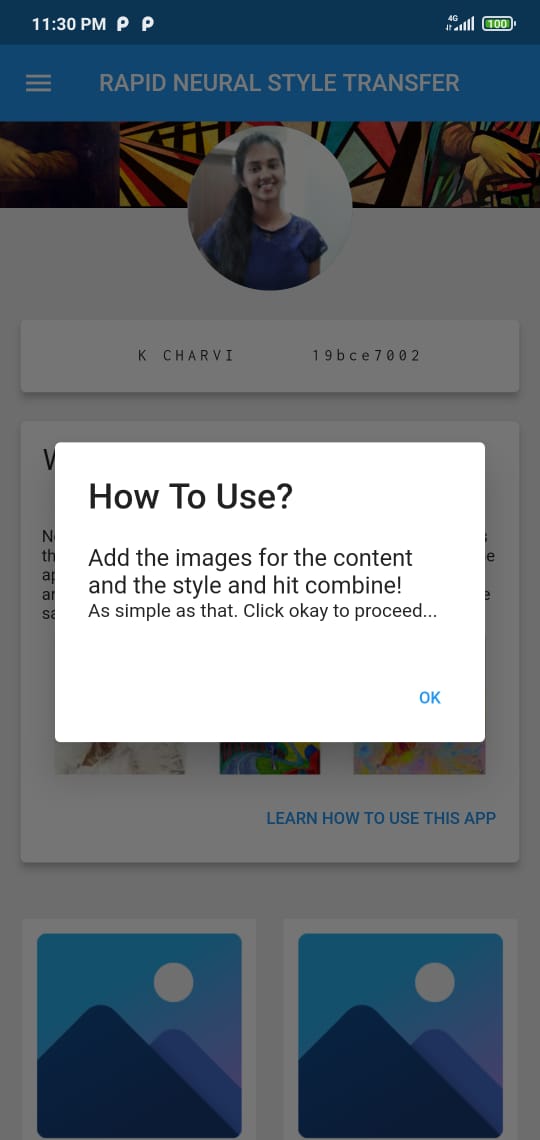 11:30 PM
4G
100
RAPID NEURAL STYLE TRANSFER
K CHARVI 19bce7002
How To Use?
Add the images for the content
and the style and hit combine!
As simple as that. Click okay to proceed...
OK
LEARN HOW TO USE THIS APP